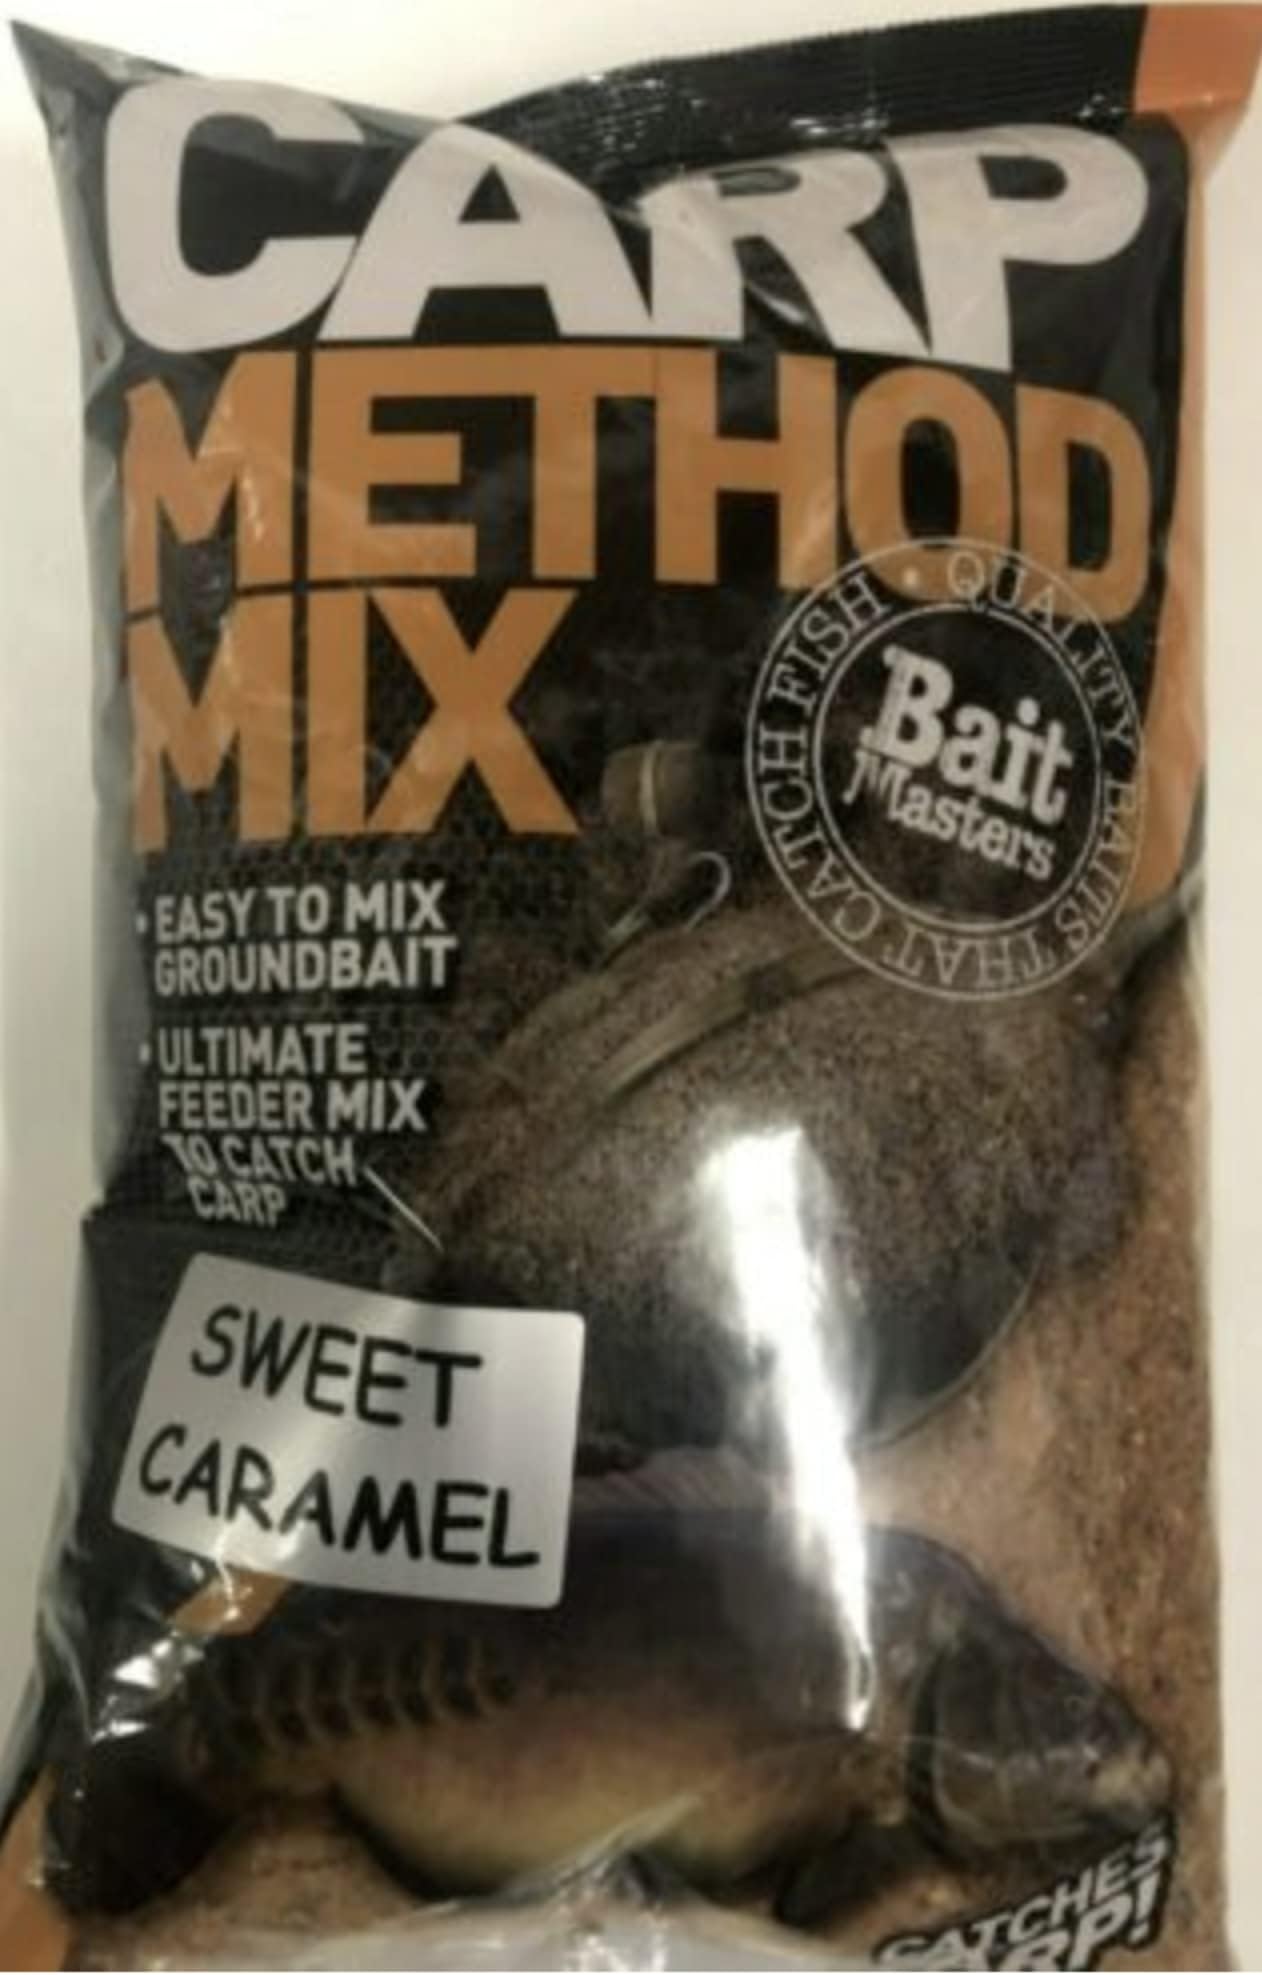 CARP
METHOD
MIX
QUALITY BAITS THAT CATCH FISH
Bait
Masters
• EASY TO MIX
GROUNDBAIT
• ULTIMATE
FEEDER MIX
TO CATCH
CARP
SWEET
CARAMEL
CATCHES
CARP!